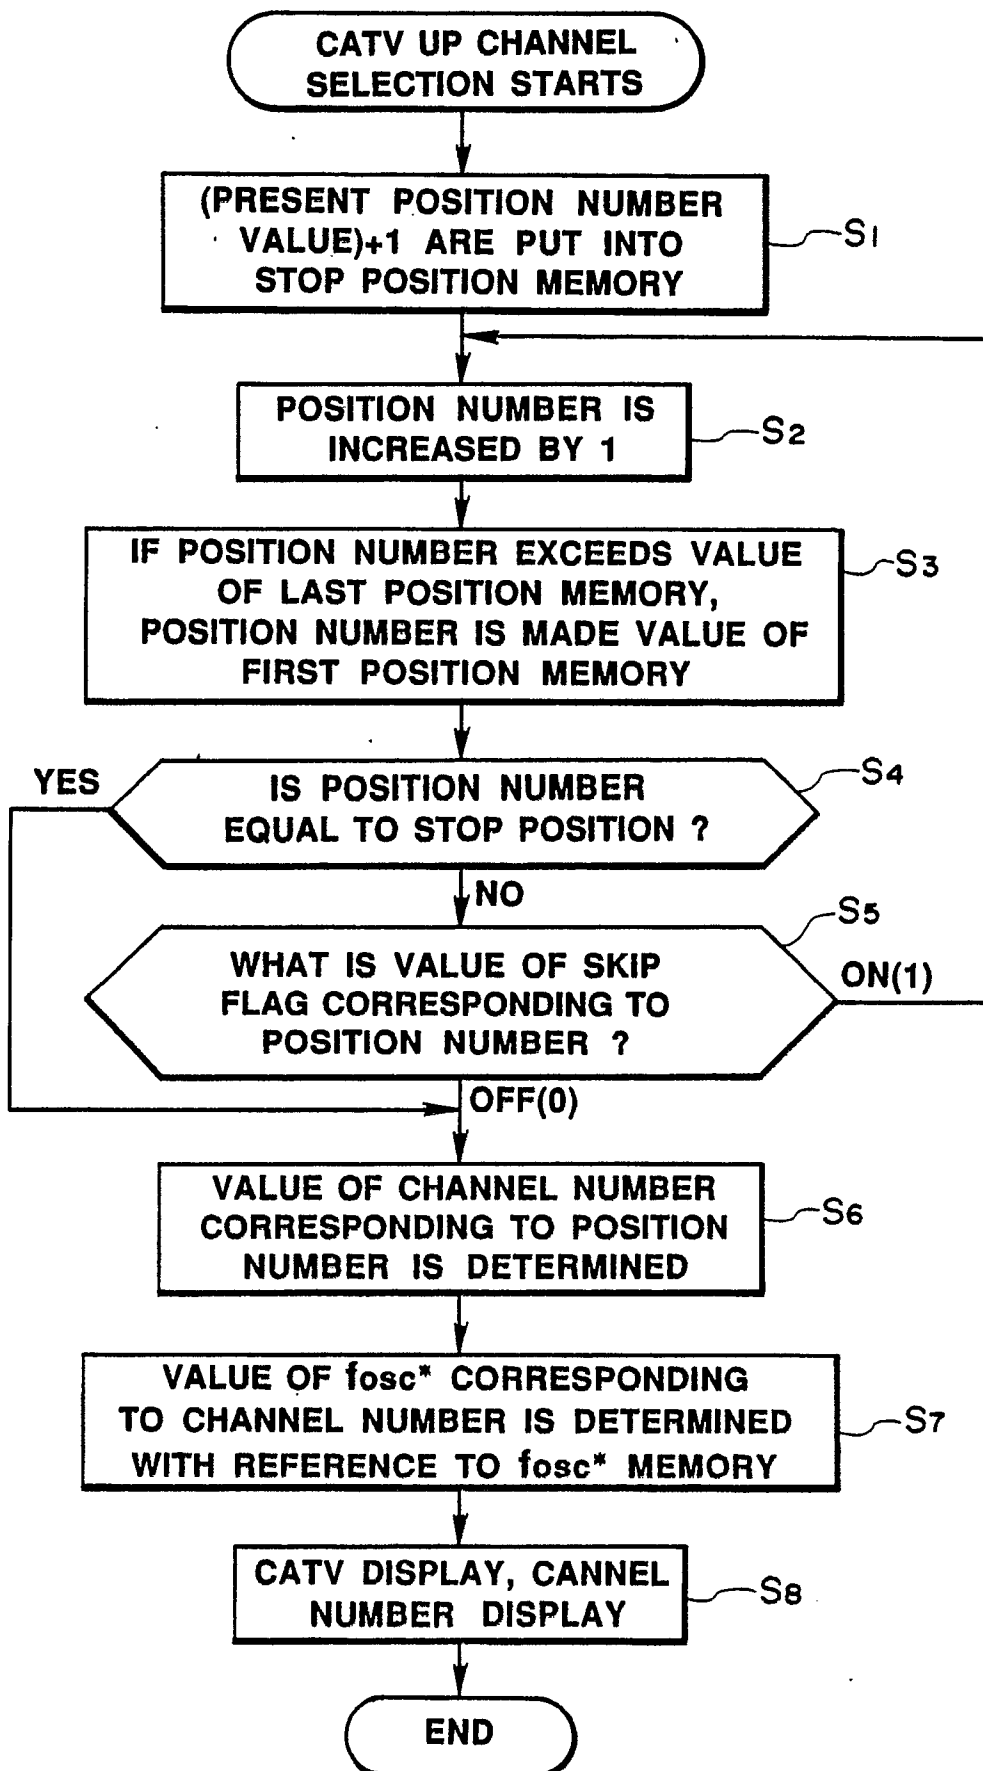 CATV UP CHANNEL
SELECTION STARTS
(PRESENT POSITION NUMBER
VALUE)+1 ARE PUT INTO
STOP POSITION MEMORY
S1
POSITION NUMBER IS
INCREASED BY 1
S2
IF POSITION NUMBER EXCEEDS VALUE
OF LAST POSITION MEMORY,
POSITION NUMBER IS MADE VALUE OF
FIRST POSITION MEMORY
S3
YES
IS POSITION NUMBER
EQUAL TO STOP POSITION ?
S4
NO
S5
WHAT IS VALUE OF SKIP
FLAG CORRESPONDING TO
POSITION NUMBER ?
ON(1)
OFF(0)
VALUE OF CHANNEL NUMBER
CORRESPONDING TO POSITION
NUMBER IS DETERMINED
S6
VALUE OF fosc* CORRESPONDING
TO CHANNEL NUMBER IS DETERMINED
WITH REFERENCE TO fosc* MEMORY
S7
CATV DISPLAY, CANNEL
NUMBER DISPLAY
S8
END